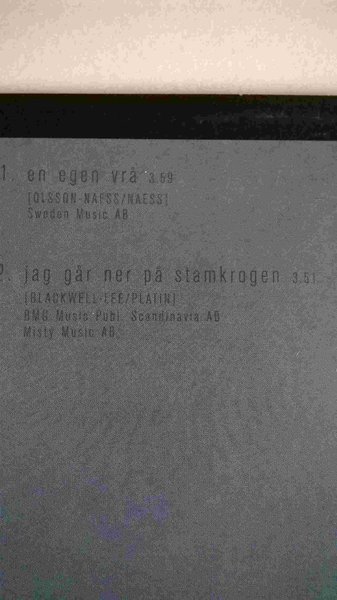 1. en egen vrå 3.59
[OLSSON-NAESS/NAESS]
Sweden Music AB
2. jag går ner på stamkrogen 3.51
[BLACKWELL-LEE/PLATIN]
BMG Music Publ. Scandinavia AB
Misty Music AB